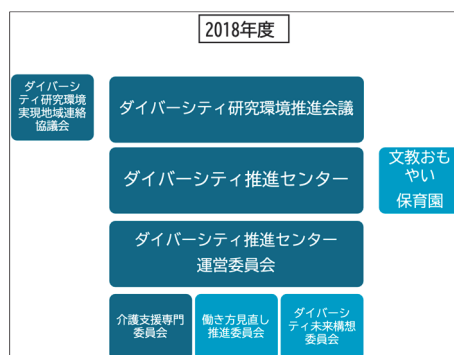 2018年度
ダイバーシ
ティ研究環境
実現地域連絡
協議会
ダイバーシティ研究環境推進会議
ダイバーシティ推進センター
文教おも
やい
保育園
ダイバーシティ推進センター
運営委員会
介護支援専門
委員会
働き方見直し
推進委員会
ダイバーシ
ティ未来構想
委員会